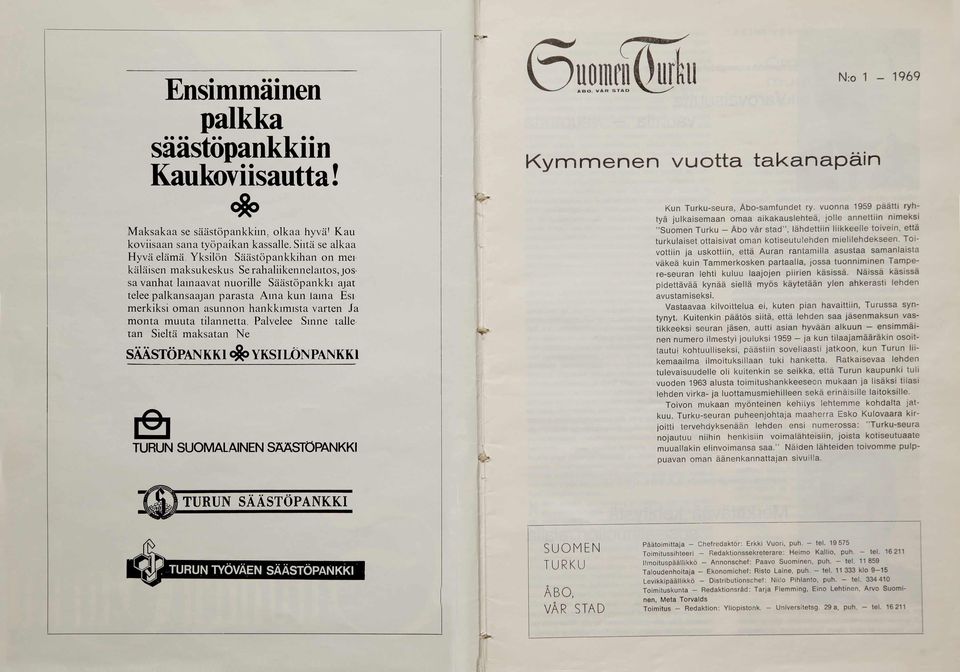 Ensimmäinen
palkka
säästöpankkiin
Kaukoviisautta!
Maksakaa se säästöpankkiin, olkaa hyvä! Kau
koviisaan sana työpaikan kassalle. Siitä se alkaa
Hyvä elämä Yksilön Säästöpankkihan on mei
käläisen maksukeskus Se rahaliikennelaitos, jos
sa vanhat lainaavat nuorille Säästöpankki ajat
telee palkansaajan parasta Aina kun laina Esi
merkiksi oman asunnon hankkimista varten Ja
monta muuta tilannetta Palvelee Sinne talle
tan Sieltä maksatan Ne
SÄÄSTÖPANKKI YKSILÖNPANKKI
TURUN SUOMALAINEN SÄÄSTÖPANKKI
TURUN SÄÄSTÖPANKKI
TURUN TYÖVÄEN SÄÄSTÖPANKKI
Suomen Turku
ÅBO, VÅR STAD
N:o 1 – 1969
Kymmenen vuotta takanapäin
Kun Turku-seura, Åbo-samfundet ry. vuonna 1959 päätti ryh-
tyä julkaisemaan omaa aikakauslehteä, jolle annettiin nimeksi
"Suomen Turku – Åbo vår stad", lähdettiin liikkeelle toivein, että
turkulaiset ottaisivat oman kotiseutulehden mielilehdekseen. Toi-
vottiin ja uskottiin, että Auran rantamilla asustaa samanlaista
väkeä kuin Tammerkosken partaalla, jossa tuonniminen Tampe-
re-seuran lehti kuluu laajojen piirien käsissä. Näissä käsissä
pidettävää kynää siellä myös käytetään ylen ahkerasti lehden
avustamiseksi.
Vastaavaa kilvoittelua ei, kuten pian havaittiin, Turussa syn-
tynyt. Kuitenkin päätös siitä, että lehden saa jäsenmaksun vas-
tikkeeksi seuran jäsen, autti asian hyvään alkuun – ensimmäi-
nen numero ilmestyi jouluksi 1959 – ja kun tilaajamääräkin osoit-
tautui kohtuulliseksi, päästiin soveliaasti jatkoon, kun Turun lii-
kemaailma ilmoituksillaan tuki hanketta. Ratkaisevaa lehden
tulevaisuudelle oli kuitenkin se seikka, että Turun kaupunki tuli
vuoden 1963 alusta toimitushankkeeseon mukaan ja lisäksi tilasi
lehden virka- ja luottamusmiehilleen sekä erinäisille laitoksille.
Toivon mukaan myönteinen kehitys lehtemme kohdalta jat-
kuu. Turku-seuran puheenjohtaja maaherra Esko Kulovaara kir-
joitti tervehdyksenään lehden ensi numerossa: "Turku-seura
nojautuu niihin henkisiin voimalähteisiin, joista kotiseutuaate
muuallakin elinvoimansa saa." Näiden lähteiden toivomme pulp-
puavan oman äänenkannattajan sivuilla.
SUOMEN
TURKU
ÅBO,
VÅR STAD
Päätoimittaja – Chefredaktör: Erkki Vuori, puh. – tel. 19 575
Toimitussihteeri – Redaktionssekreterare: Heimo Kallio, puh. – tel. 16 211
Ilmoituspäällikkö – Annonschef: Paavo Suominen, puh. – tel. 11 859
Taloudenhoitaja – Ekonomichef: Risto Laine, puh. – tel. 11 333 klo 9–15
Levikkipäällikkö – Distributionschef: Niilo Pihlanto, puh. – tel. 334 410
Toimituskunta – Redaktionsråd: Tarja Flemming, Eino Lehtinen, Arvo Suomi-
nen, Meta Torvalds
Toimitus – Redaktion: Yliopistonk. – Universitetsg. 29 a, puh. – tel. 16 211